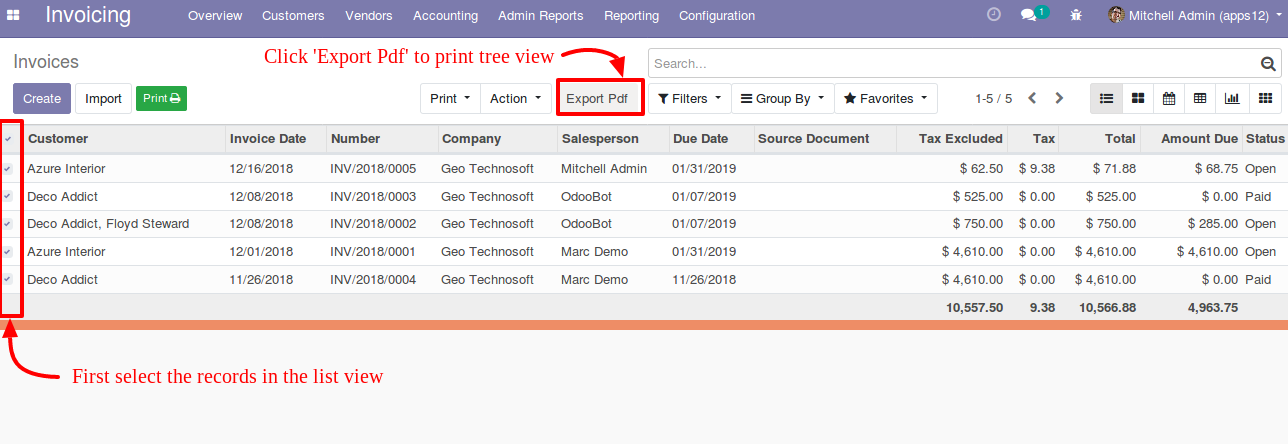 Invoicing Overview Customers Vendors Accounting Admin Reports Reporting Configuration 1 Mitchell Admin (apps12)
Click 'Export Pdf' to print tree view
Invoices Search...
Create Import Print Print Action Export Pdf Filters Group By Favorites 1-5 / 5
Customer Invoice Date Number Company Salesperson Due Date Source Document Tax Excluded Tax Total Amount Due Status
Azure Interior 12/16/2018 INV/2018/0005 Geo Technosoft Mitchell Admin 01/31/2019 $ 62.50 $ 9.38 $ 71.88 $ 68.75 Open
Deco Addict 12/08/2018 INV/2018/0003 Geo Technosoft OdooBot 01/07/2019 $ 525.00 $ 0.00 $ 525.00 $ 0.00 Paid
Deco Addict, Floyd Steward 12/08/2018 INV/2018/0002 Geo Technosoft OdooBot 01/07/2019 $ 750.00 $ 0.00 $ 750.00 $ 285.00 Open
Azure Interior 12/01/2018 INV/2018/0001 Geo Technosoft Marc Demo 01/31/2019 $ 4,610.00 $ 0.00 $ 4,610.00 $ 4,610.00 Open
Deco Addict 11/26/2018 INV/2018/0004 Geo Technosoft Marc Demo 11/26/2018 $ 4,610.00 $ 0.00 $ 4,610.00 $ 0.00 Paid
10,557.50 9.38 10,566.88 4,963.75
First select the records in the list view